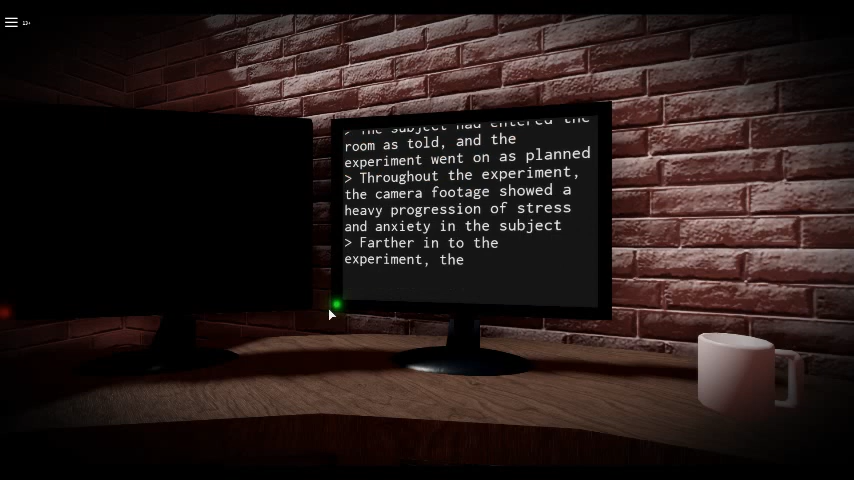 > The subject had entered the
room as told, and the
experiment went on as planned
> Throughout the experiment,
the camera footage showed a
heavy progression of stress
and anxiety in the subject
> Farther in to the
experiment, the